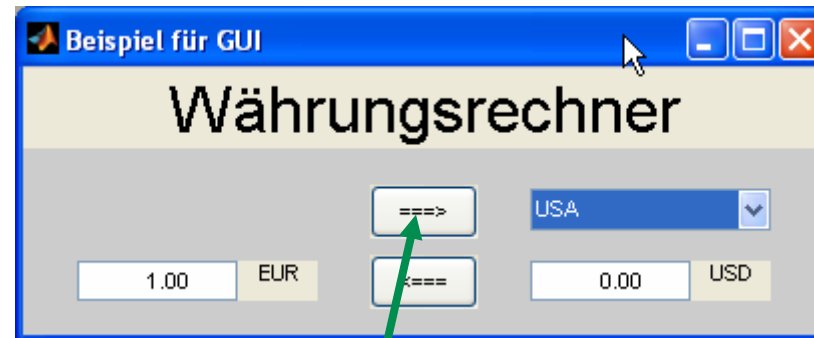 Beispiel für GUI
Währungsrechner
===> USA
1.00 EUR <=== 0.00 USD